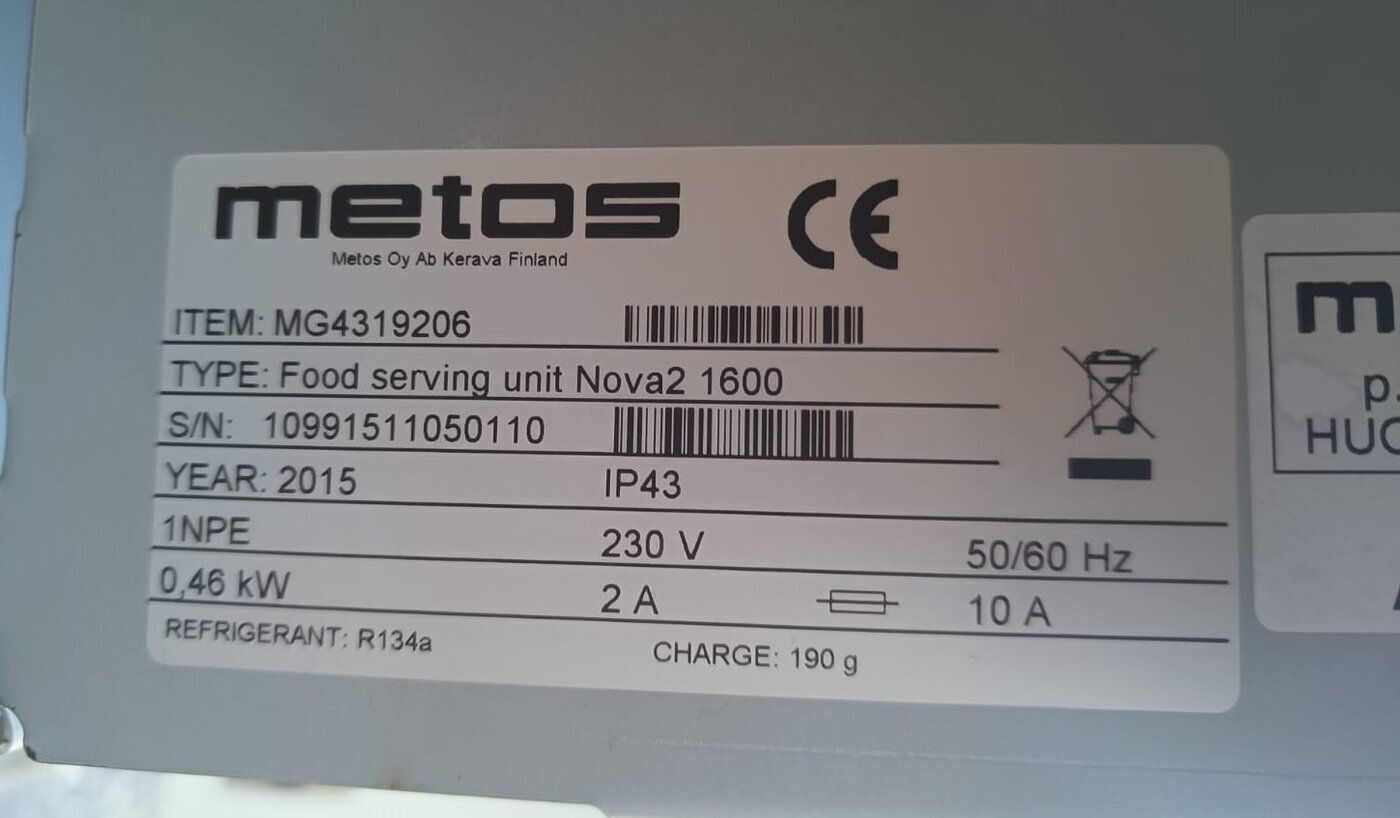 metos
CE
Metos Oy Ab Kerava Finland
ITEM: MG4319206
TYPE: Food serving unit Nova2 1600
S/N: 10991511050110
YEAR: 2015 IP43
1NPE 230 V 50/60 Hz
0,46 kW 2 A 10 A
REFRIGERANT: R134a CHARGE: 190 g
m
p.
HUO